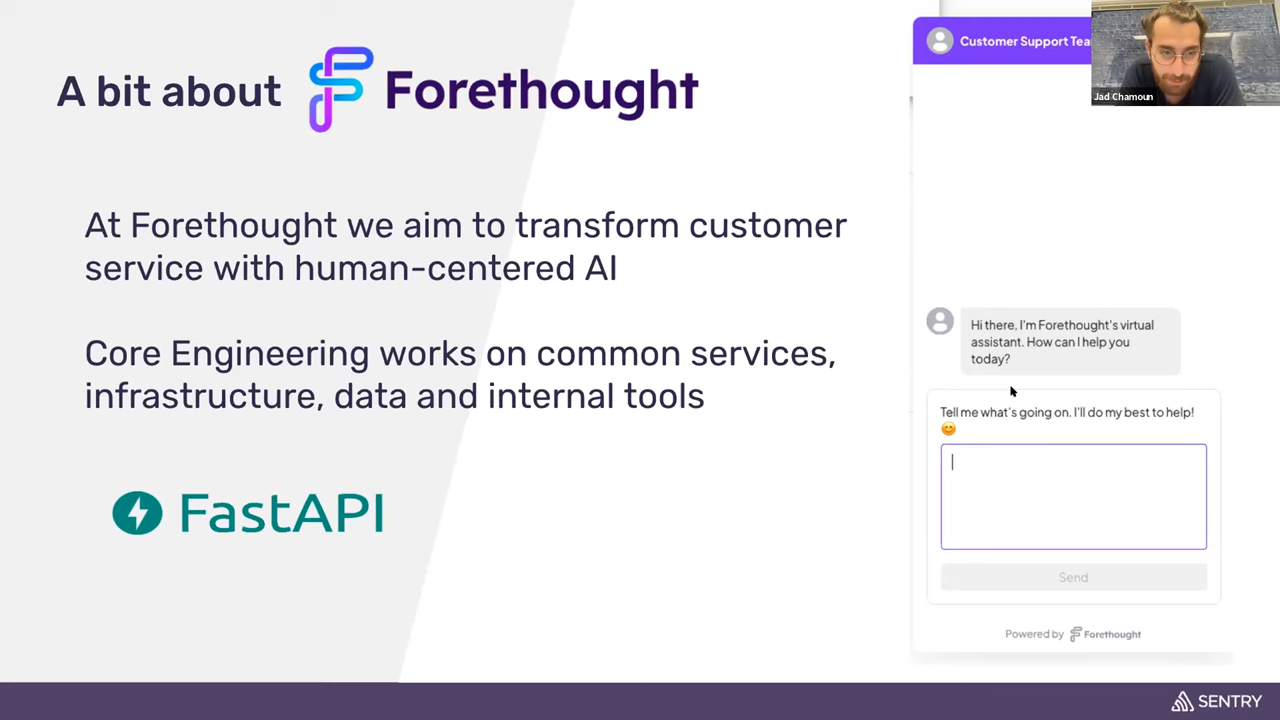 A bit about Forethought
At Forethought we aim to transform customer
service with human-centered AI
Core Engineering works on common services,
infrastructure, data and internal tools
FastAPI
Customer Support Tea
Jad Chamoun
Hi there, I'm Forethought's virtual
assistant. How can I help you
today?
Tell me what's going on. I'll do my best to help!
😊
Send
Powered by Forethought
SENTRY